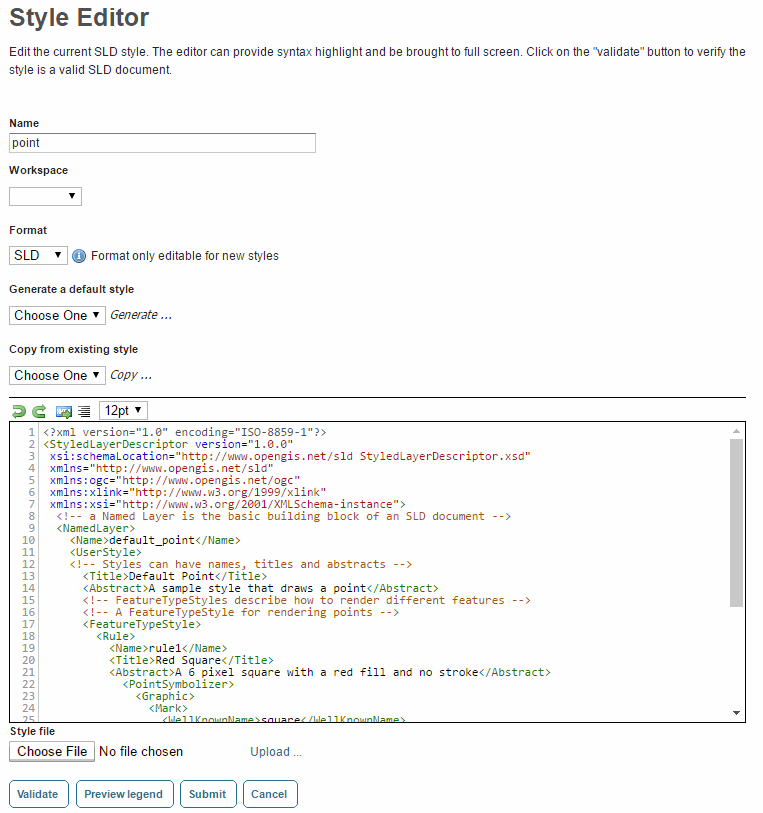 Style Editor
Edit the current SLD style. The editor can provide syntax highlight and be brought to full screen. Click on the "validate" button to verify the
style is a valid SLD document.
Name
point
Workspace
Format
SLD Format only editable for new styles
Generate a default style
Choose One Generate ...
Copy from existing style
Choose One Copy ...
12pt
1 <?xml version="1.0" encoding="ISO-8859-1"?>
2 <StyledLayerDescriptor version="1.0.0"
3 xsi:schemaLocation="http://www.opengis.net/sld StyledLayerDescriptor.xsd"
4 xmlns="http://www.opengis.net/sld"
5 xmlns:ogc="http://www.opengis.net/ogc"
6 xmlns:xlink="http://www.w3.org/1999/xlink"
7 xmlns:xsi="http://www.w3.org/2001/XMLSchema-instance">
8 <!-- a Named Layer is the basic building block of an SLD document -->
9 <NamedLayer>
10 <Name>default_point</Name>
11 <UserStyle>
12 <!-- Styles can have names, titles and abstracts -->
13 <Title>Default Point</Title>
14 <Abstract>A sample style that draws a point</Abstract>
15 <!-- FeatureTypeStyles describe how to render different features -->
16 <!-- A FeatureTypeStyle for rendering points -->
17 <FeatureTypeStyle>
18 <Rule>
19 <Name>rule1</Name>
20 <Title>Red Square</Title>
21 <Abstract>A 6 pixel square with a red fill and no stroke</Abstract>
22 <PointSymbolizer>
23 <Graphic>
24 <Mark>
25 <WellKnownName>square</WellKnownName>
Style file
Choose File No file chosen Upload ...
Validate Preview legend Submit Cancel